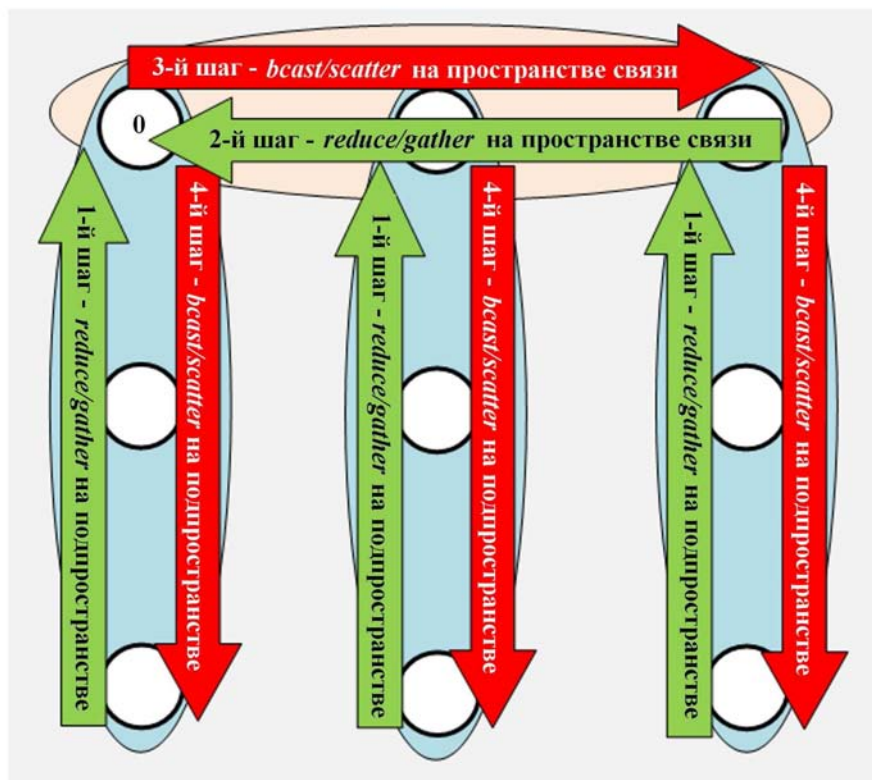 3-й шаг - bcast/scatter на пространстве связи
0
2-й шаг - reduce/gather на пространстве связи
1-й шаг - reduce/gather на подпространстве
4-й шаг - bcast/scatter на подпространстве
1-й шаг - reduce/gather на подпространстве
4-й шаг - bcast/scatter на подпространстве
1-й шаг - reduce/gather на подпространстве
4-й шаг - bcast/scatter на подпространстве